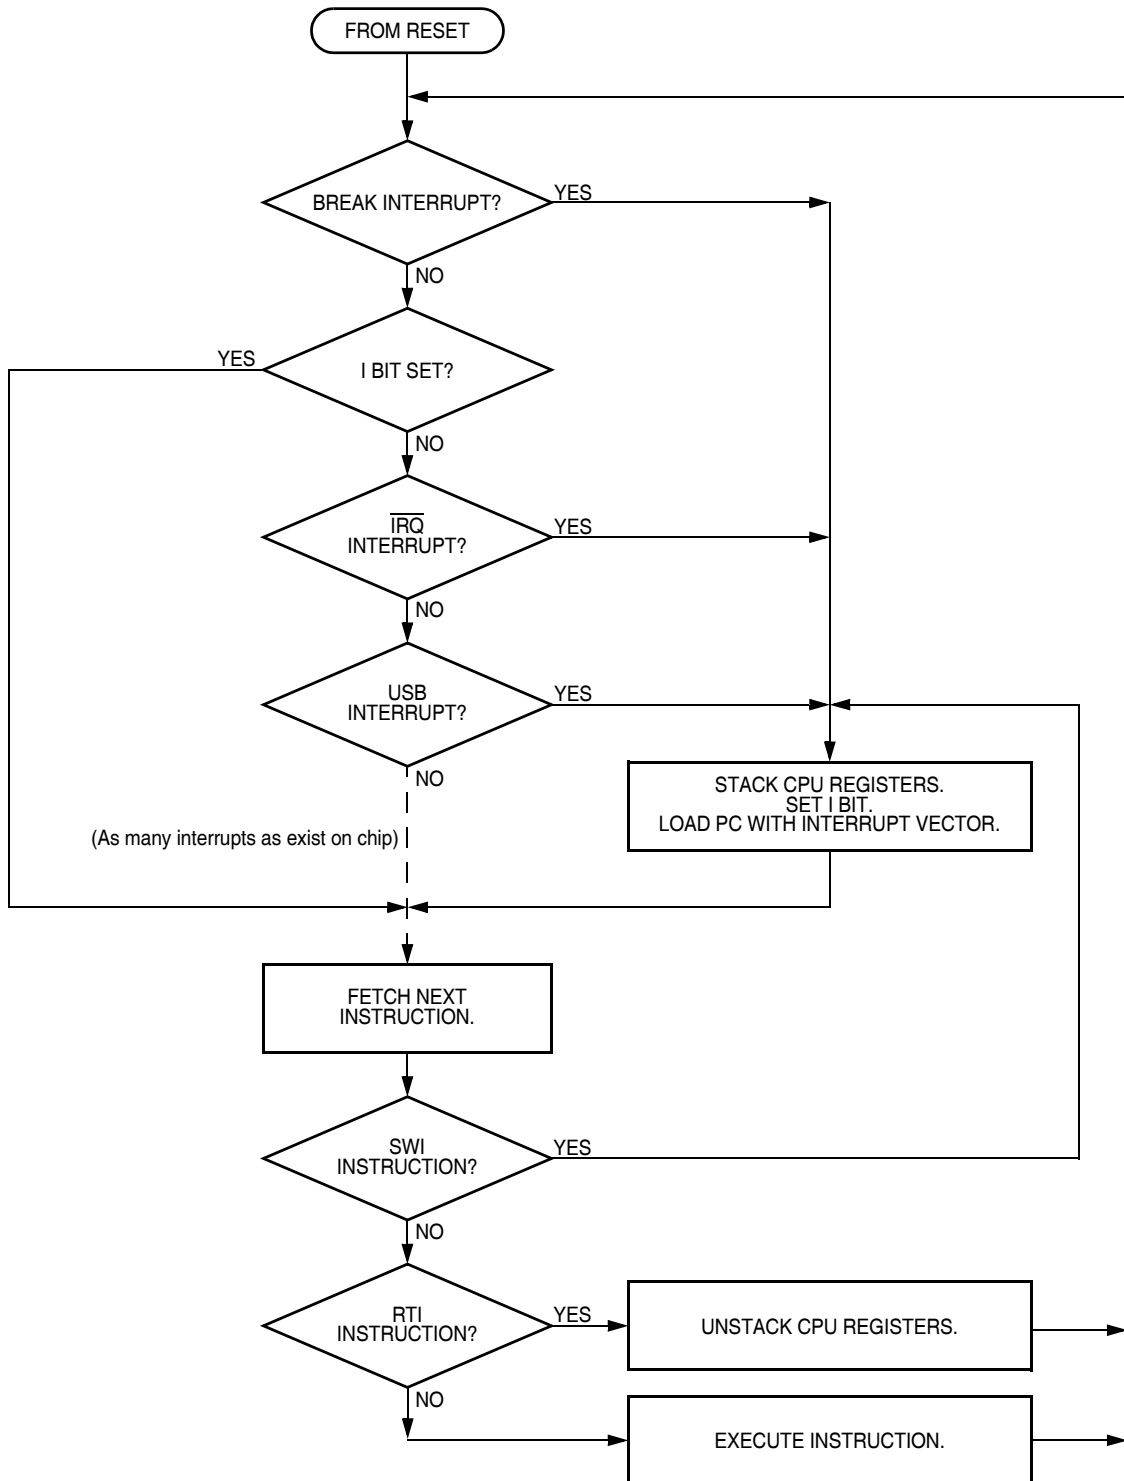 FROM RESET
BREAK INTERRUPT?
YES
NO
YES
I BIT SET?
NO
IRQ
INTERRUPT?
YES
NO
USB
INTERRUPT?
YES
NO
STACK CPU REGISTERS.
SET I BIT.
LOAD PC WITH INTERRUPT VECTOR.
(As many interrupts as exist on chip)
FETCH NEXT
INSTRUCTION.
SWI
INSTRUCTION?
YES
NO
RTI
INSTRUCTION?
YES
UNSTACK CPU REGISTERS.
NO
EXECUTE INSTRUCTION.